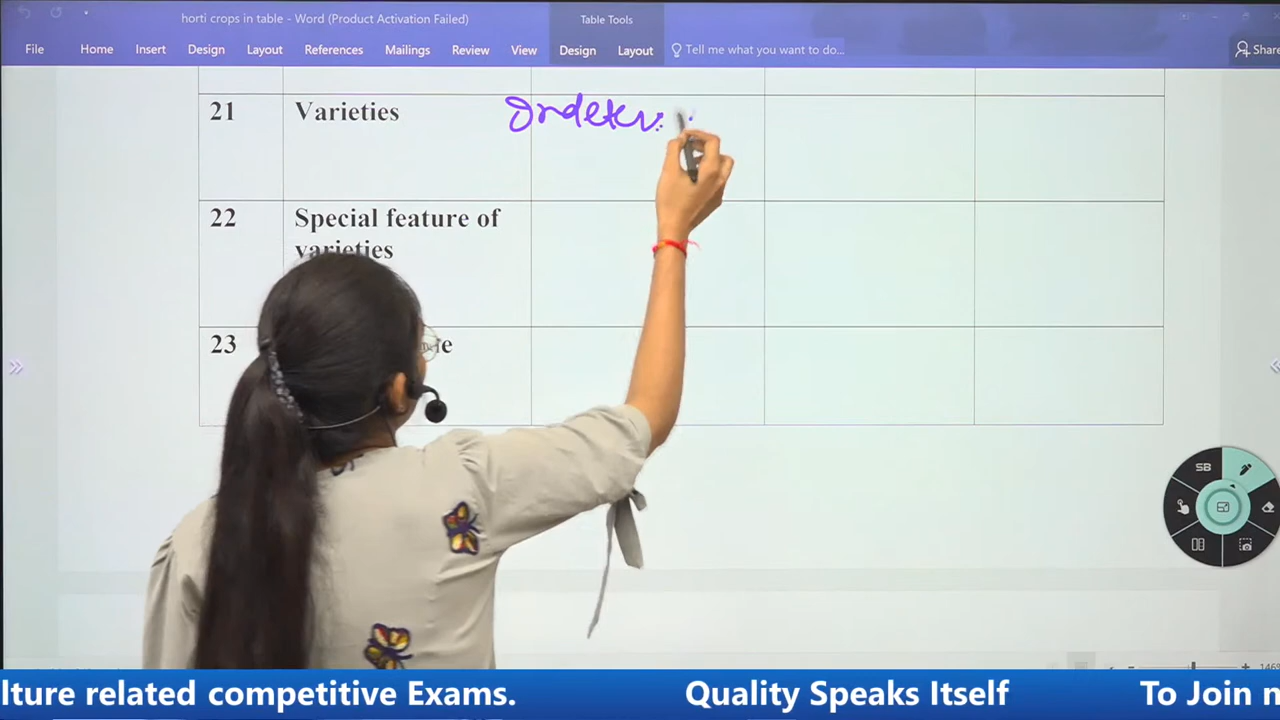 horti crops in table - Word (Product Activation Failed)
Table Tools
File Home Insert Design Layout References Mailings Review View Design Layout Tell me what you want to do... Share
21 Varieties Indeter
22 Special feature of
varieties
23
SB
lture related competitive Exams. Quality Speaks Itself To Join